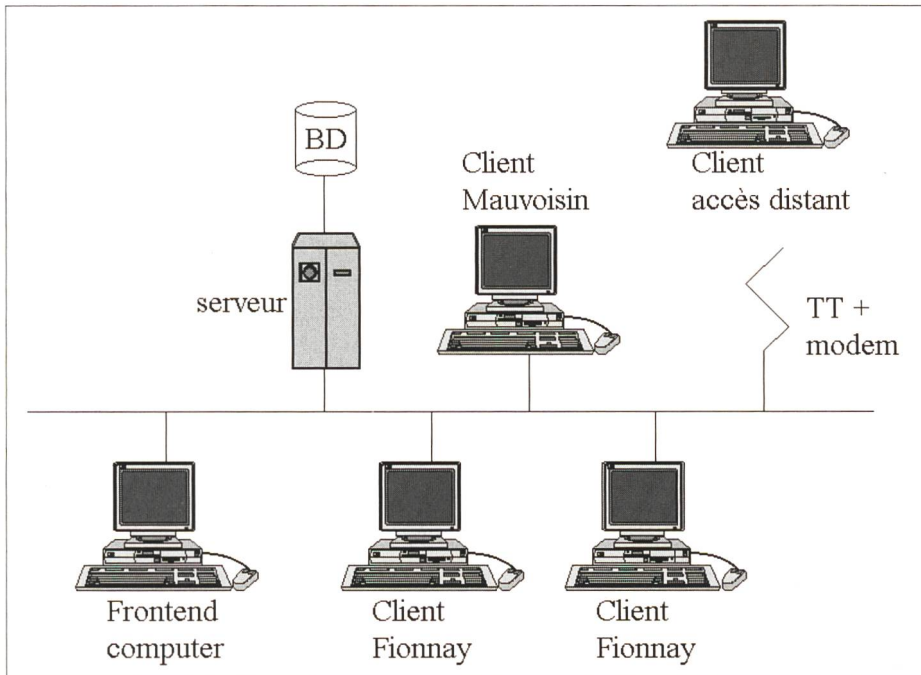 BD
Client
accès distant
Client
Mauvoisin
serveur
TT +
modem
Frontend
computer
Client
Fionnay
Client
Fionnay